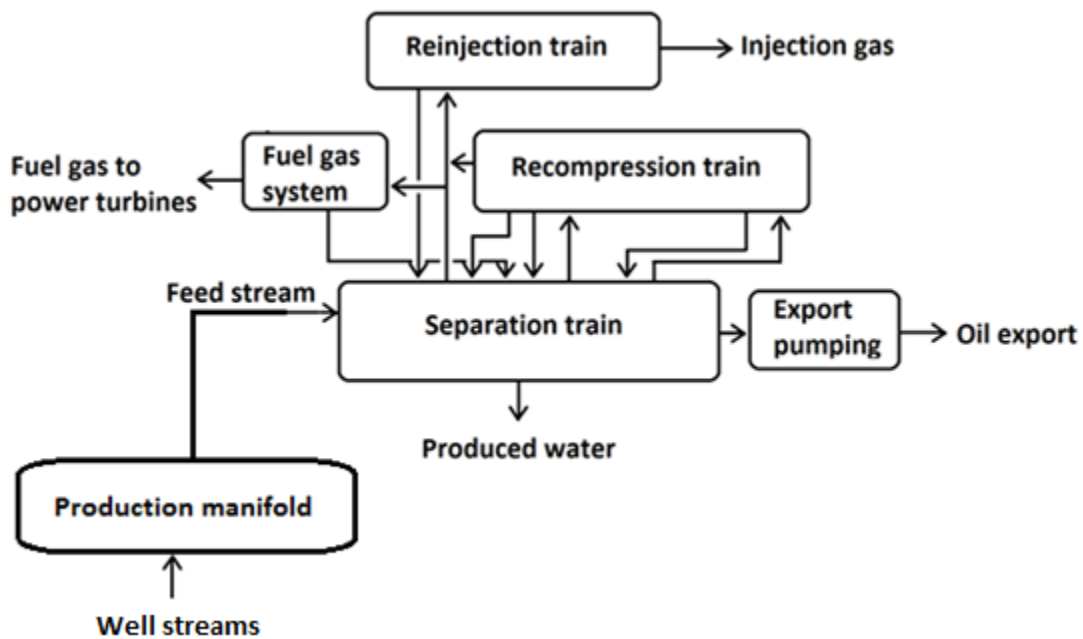 Reinjection train
Injection gas
Fuel gas to
power turbines
Fuel gas
system
Recompression train
Feed stream
Separation train
Export
pumping
Oil export
Produced water
Production manifold
Well streams